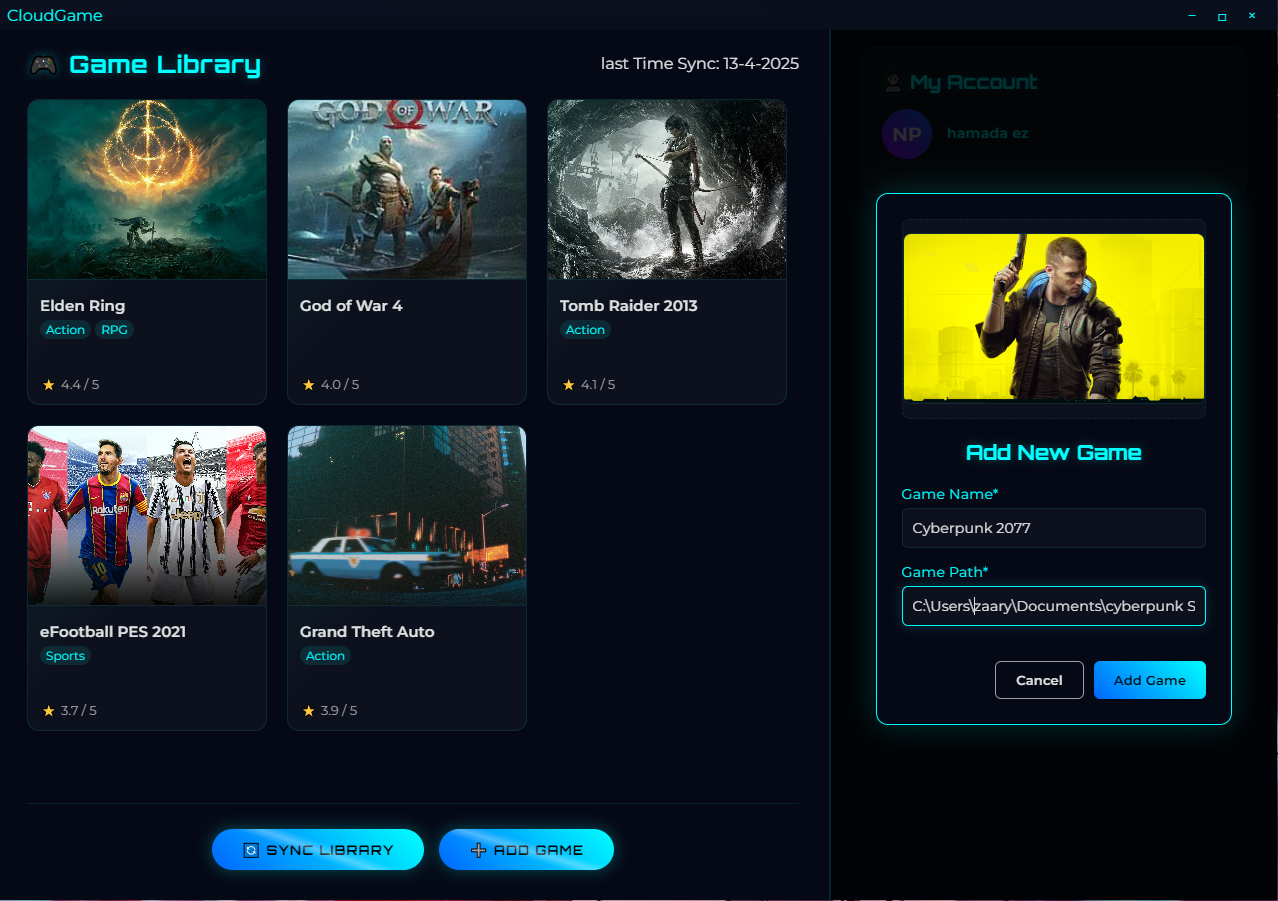 CloudGame
Game Library
last Time Sync: 13-4-2025
GOD OF WAR
Elden Ring
Action RPG
4.4 / 5
God of War 4
4.0 / 5
Tomb Raider 2013
Action
4.1 / 5
Rakuten
10
Jeep
eFootball PES 2021
Sports
3.7 / 5
Grand Theft Auto
Action
3.9 / 5
SYNC LIBRARY
ADD GAME
My Account
NP
hamada ez
Add New Game
Game Name*
Cyberpunk 2077
Game Path*
C:\Users\zaary\Documents\cyberpunk S
Cancel
Add Game